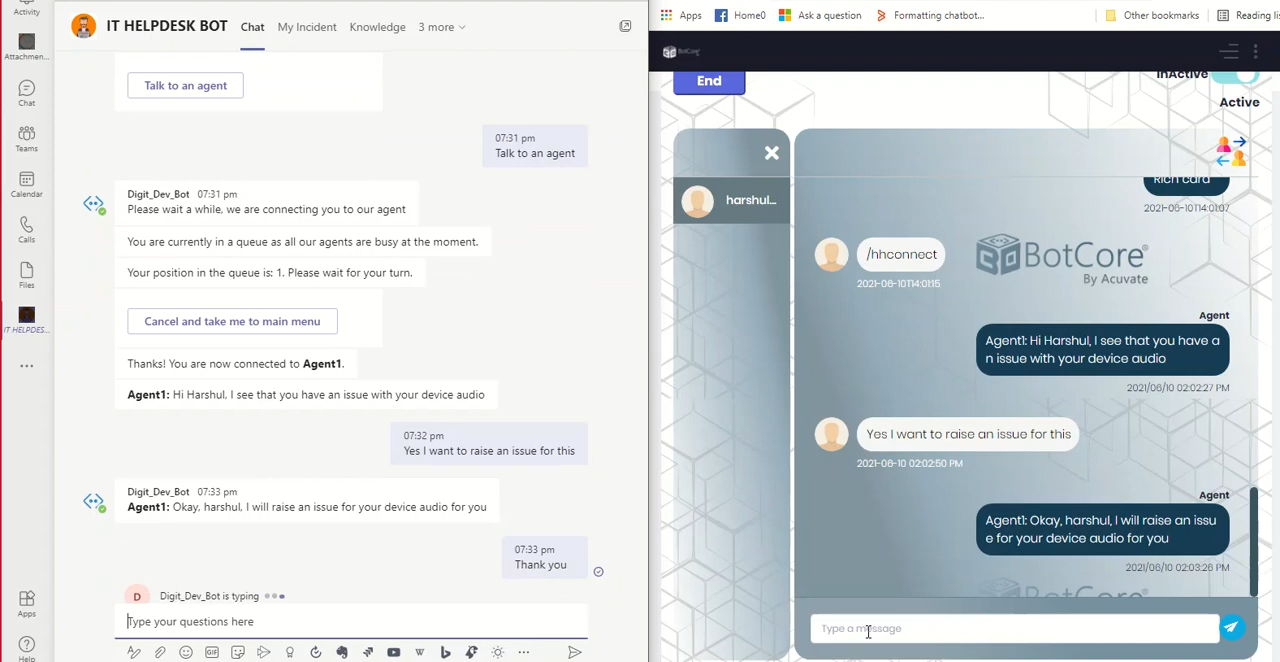 Activity
Attachmen...
Chat
Teams
Calendar
Calls
Files
IT HELPDES...
Apps
Help
IT HELPDESK BOT
Chat
My Incident
Knowledge
3 more
Talk to an agent
07:31 pm
Talk to an agent
Digit_Dev_Bot 07:31 pm
Please wait a while, we are connecting you to our agent
You are currently in a queue as all our agents are busy at the moment.
Your position in the queue is: 1. Please wait for your turn.
Cancel and take me to main menu
Thanks! You are now connected to Agent1.
Agent1: Hi Harshul, I see that you have an issue with your device audio
07:32 pm
Yes I want to raise an issue for this
Digit_Dev_Bot 07:33 pm
Agent1: Okay, harshul, I will raise an issue for your device audio for you
07:33 pm
Thank you
D
Digit_Dev_Bot is typing
Type your questions here
GIF
Apps
Home0
Ask a question
Formatting chatbot...
Other bookmarks
Reading lis
BotCore
End
InActive
Active
harshul...
Rich card
2021-06-10T14:01:07
/hhconnect
2021-06-10T14:01:15
BotCore
By Acuvate
Agent
Agent1: Hi Harshul, I see that you have a
n issue with your device audio
2021/06/10 02:02:27 PM
Yes I want to raise an issue for this
2021-06-10 02:02:50 PM
Agent
Agent1: Okay, harshul, I will raise an issu
e for your device audio for you
2021/06/10 02:03:26 PM
Type a message